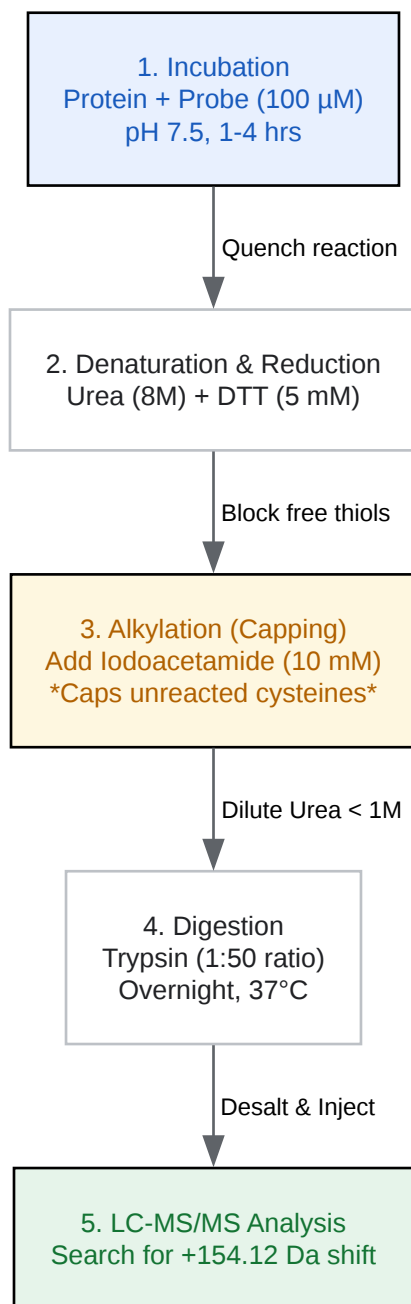 1. Incubation
Protein + Probe (100 µM)
pH 7.5, 1-4 hrs
Quench reaction
2. Denaturation & Reduction
Urea (8M) + DTT (5 mM)
Block free thiols
3. Alkylation (Capping)
Add Iodoacetamide (10 mM)
*Caps unreacted cysteines*
Dilute Urea < 1M
4. Digestion
Trypsin (1:50 ratio)
Overnight, 37°C
Desalt & Inject
5. LC-MS/MS Analysis
Search for +154.12 Da shift